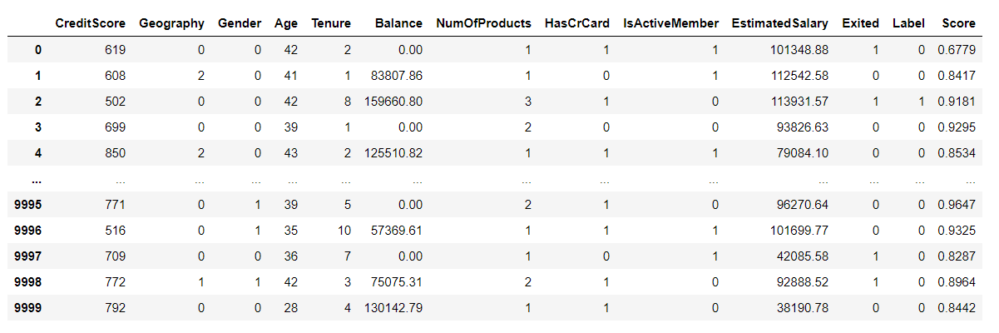 CreditScore Geography Gender Age Tenure Balance NumOfProducts HasCrCard IsActiveMember EstimatedSalary Exited Label Score
0 619 0 0 42 2 0.00 1 1 1 101348.88 1 0 0.6779
1 608 2 0 41 1 83807.86 1 0 1 112542.58 0 0 0.8417
2 502 0 0 42 8 159660.80 3 1 0 113931.57 1 1 0.9181
3 699 0 0 39 1 0.00 2 0 0 93826.63 0 0 0.9295
4 850 2 0 43 2 125510.82 1 1 1 79084.10 0 0 0.8534
... ... ... ... ... ... ... ... ... ... ... ... ... ...
9995 771 0 1 39 5 0.00 2 1 0 96270.64 0 0 0.9647
9996 516 0 1 35 10 57369.61 1 1 1 101699.77 0 0 0.9325
9997 709 0 0 36 7 0.00 1 0 1 42085.58 1 0 0.8287
9998 772 1 1 42 3 75075.31 2 1 0 92888.52 1 0 0.8964
9999 792 0 0 28 4 130142.79 1 1 0 38190.78 0 0 0.8442